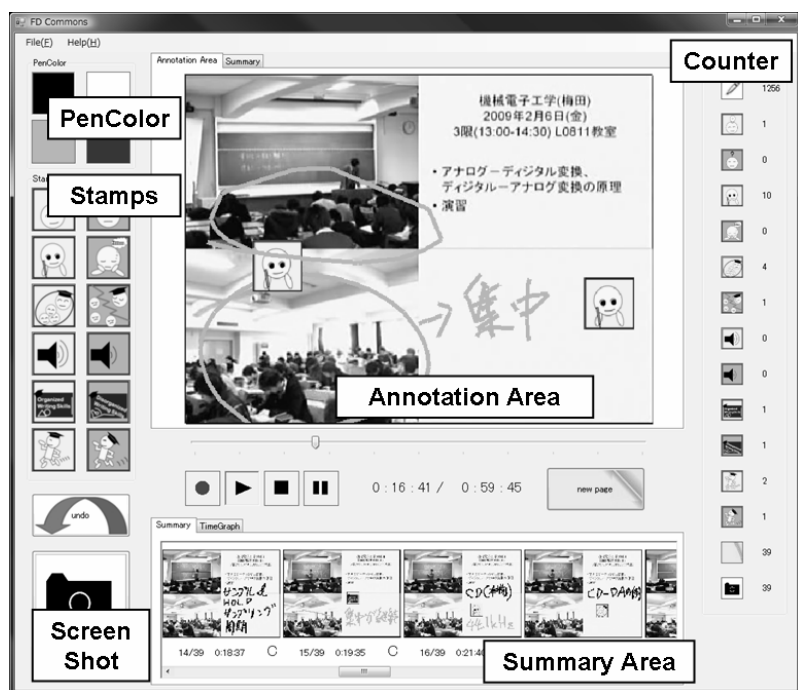 FD Commons
File(F) Help(H)
Counter
PenColor
Annotation Area Summary
PenColor
1256
機械電子工学(梅田)
2009年2月6日(金)
3限(13:00-14:30) L0811教室
・アナログーディジタル変換、
ディジタルーアナログ変換の原理
・演習
Stamps
1
0
10
0
4
1
0
0
1
1
2
1
39
39
→集中
Annotation Area
Organized
Writing Skills
0:16:41 / 0:59:45
new page
undo
Summary TimeGraph
サンプル&
HOLD
サンプリング
周期
CD(本物)
44.1kHz
14/39 0:18:37 C 15/39 0:19:35 C 16/39 0:21:4
Screen
Shot
Summary Area